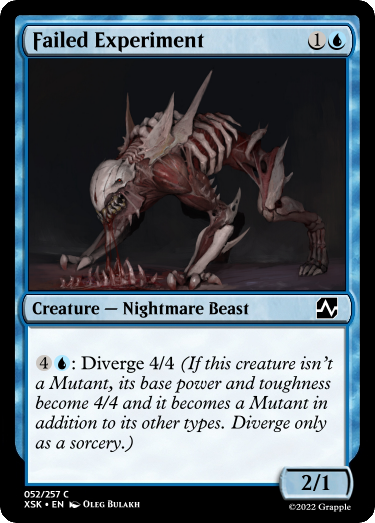 Failed Experiment 1
Creature — Nightmare Beast
4 : Diverge 4/4 (If this creature isn't
a Mutant, its base power and toughness
become 4/4 and it becomes a Mutant in
addition to its other types. Diverge only
as a sorcery.)
2/1
052/257 C
XSK • EN OLEG BULAKH
©2022 Grapple